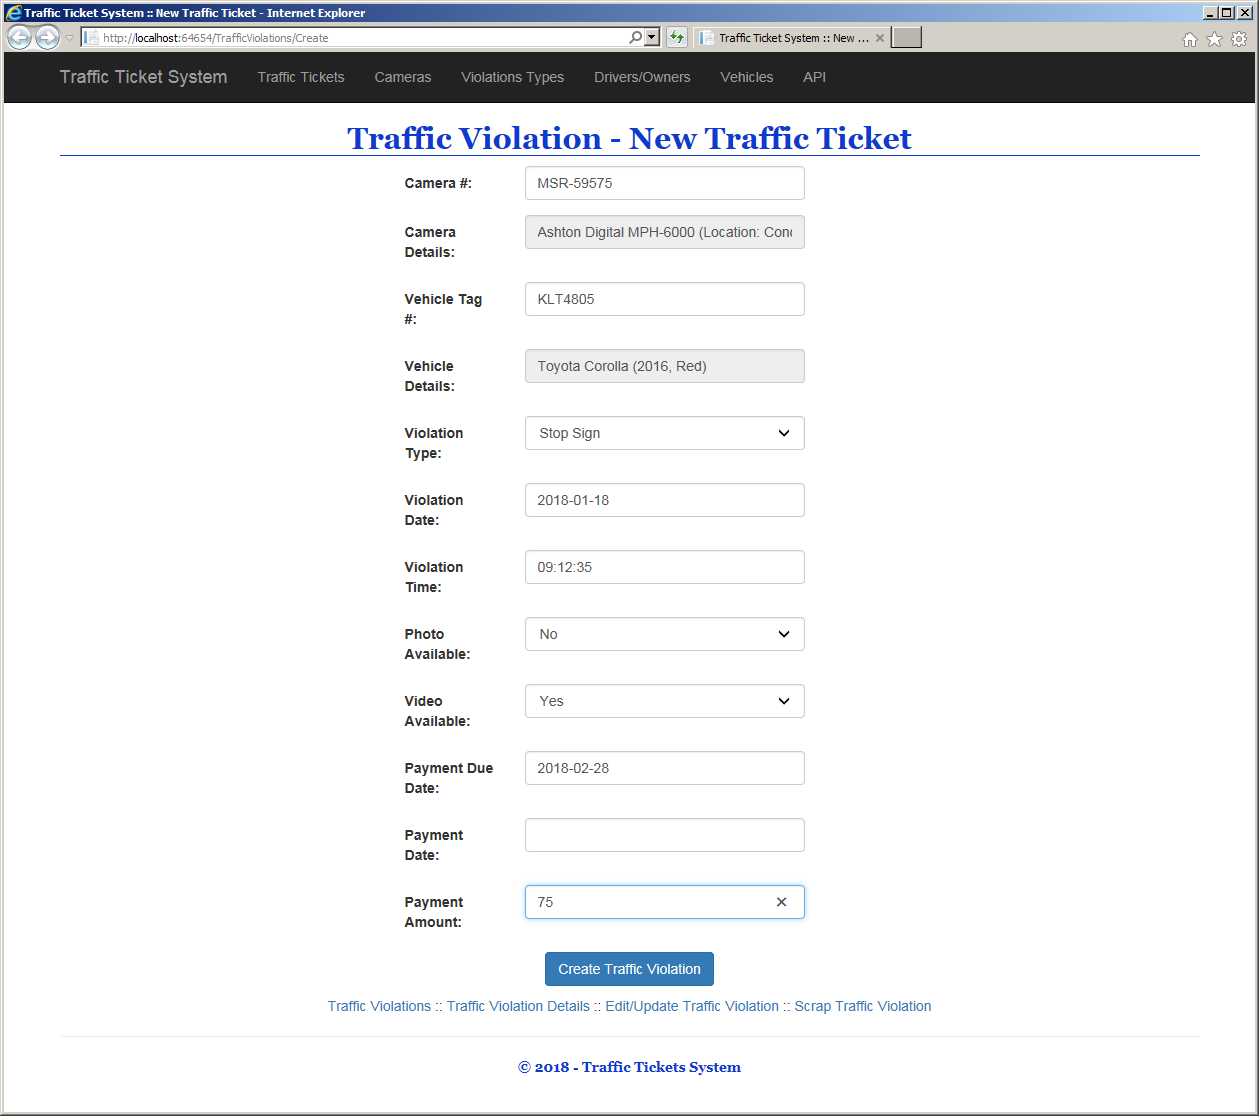 Traffic Ticket System :: New Traffic Ticket - Internet Explorer
http://localhost:64654/TrafficViolations/Create
Traffic Ticket System :: New ...
Traffic Ticket System Traffic Tickets Cameras Violations Types Drivers/Owners Vehicles API
Traffic Violation - New Traffic Ticket
Camera #: MSR-59575
Camera Details: Ashton Digital MPH-6000 (Location: Conc
Vehicle Tag #: KLT4805
Vehicle Details: Toyota Corolla (2016, Red)
Violation Type: Stop Sign
Violation Date: 2018-01-18
Violation Time: 09:12:35
Photo Available: No
Video Available: Yes
Payment Due Date: 2018-02-28
Payment Date:
Payment Amount: 75
Create Traffic Violation
Traffic Violations :: Traffic Violation Details :: Edit/Update Traffic Violation :: Scrap Traffic Violation
© 2018 - Traffic Tickets System